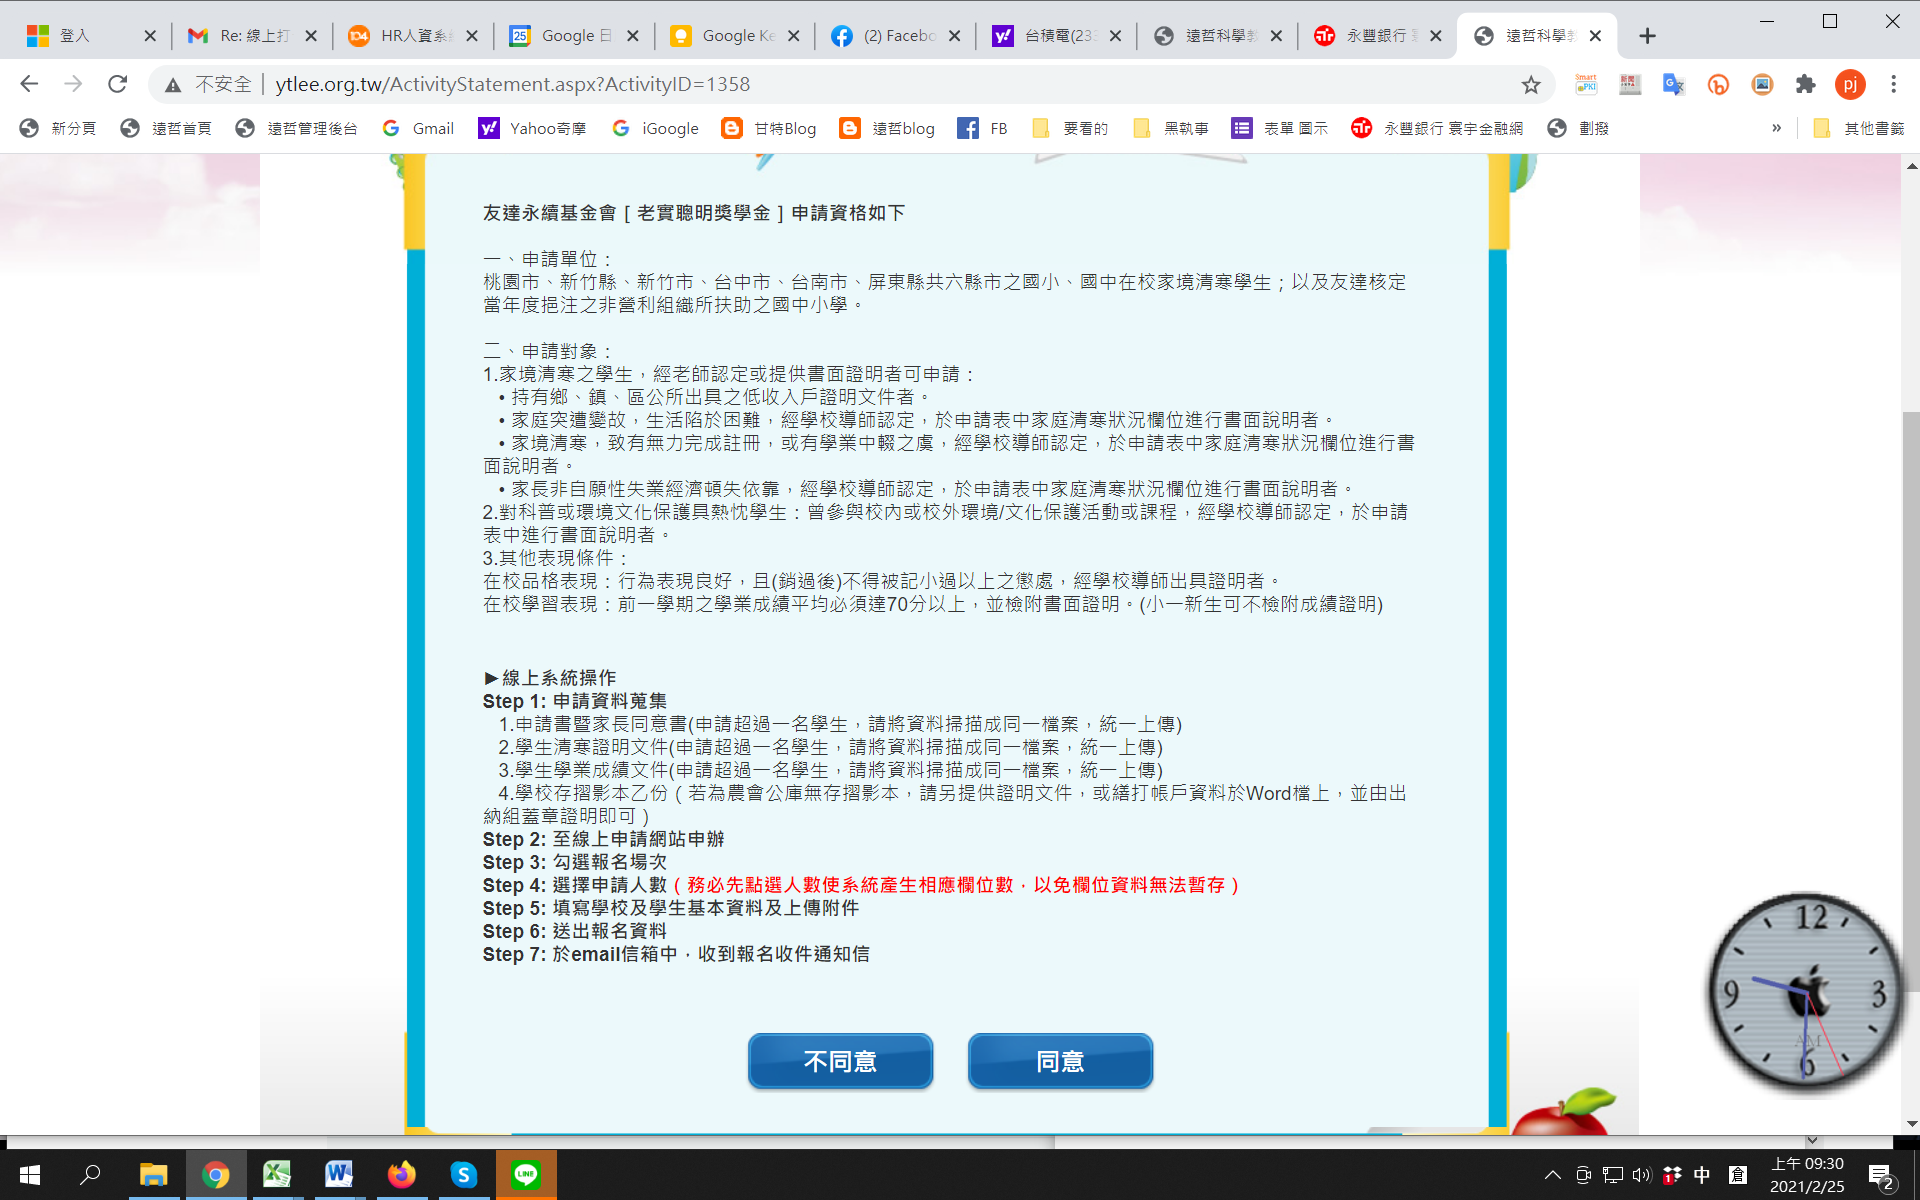 登入
Re: 線上打
HR人資系統
Google 日
Google Ke
(2) Facebo
台積電(233
遠哲科學教
永豐銀行
遠哲科學教
不安全
ytlee.org.tw/ActivityStatement.aspx?ActivityID=1358
pj
新分頁
遠哲首頁
遠哲管理後台
Gmail
Yahoo奇摩
iGoogle
甘特Blog
遠哲blog
FB
要看的
黑執事
表單 圖示
永豐銀行 寰宇金融網
劃撥
»
其他書籤
友達永續基金會 [ 老實聰明獎學金 ] 申請資格如下
一、申請單位：
桃園市、新竹縣、新竹市、台中市、台南市、屏東縣共六縣市之國小、國中在校家境清寒學生；以及友達核定
當年度挹注之非營利組織所扶助之國中小學。
二、申請對象：
1.家境清寒之學生，經老師認定或提供書面證明者可申請：
• 持有鄉、鎮、區公所出具之低收入戶證明文件者。
• 家庭突遭變故，生活陷於困難，經學校導師認定，於申請表中家庭清寒狀況欄位進行書面說明者。
• 家境清寒，致有無力完成註冊，或有學業中輟之虞，經學校導師認定，於申請表中家庭清寒狀況欄位進行書
面說明者。
• 家長非自願性失業經濟頓失依靠，經學校導師認定，於申請表中家庭清寒狀況欄位進行書面說明者。
2.對科普或環境文化保護具熱忱學生：曾參與校內或校外環境/文化保護活動或課程，經學校導師認定，於申請
表中進行書面說明者。
3.其他表現條件：
在校品格表現：行為表現良好，且(銷過後)不得被記小過以上之懲處，經學校導師出具證明者。
在校學習表現：前一學期之學業成績平均必須達70分以上，並檢附書面證明。(小一新生可不檢附成績證明)
►線上系統操作
Step 1: 申請資料蒐集
1.申請書暨家長同意書(申請超過一名學生，請將資料掃描成同一檔案，統一上傳)
2.學生清寒證明文件(申請超過一名學生，請將資料掃描成同一檔案，統一上傳)
3.學生學業成績文件(申請超過一名學生，請將資料掃描成同一檔案，統一上傳)
4.學校存摺影本乙份（若為農會公庫無存摺影本，請另提供證明文件，或繕打帳戶資料於Word檔上，並由出
納組蓋章證明即可）
Step 2: 至線上申請網站申辦
Step 3: 勾選報名場次
Step 4: 選擇申請人數（務必先點選人數使系統產生相應欄位數，以免欄位資料無法暫存）
Step 5: 填寫學校及學生基本資料及上傳附件
Step 6: 送出報名資料
Step 7: 於email信箱中，收到報名收件通知信
不同意
同意
12
9
3
AM
6
中
倉
上午 09:30
2021/2/25
2